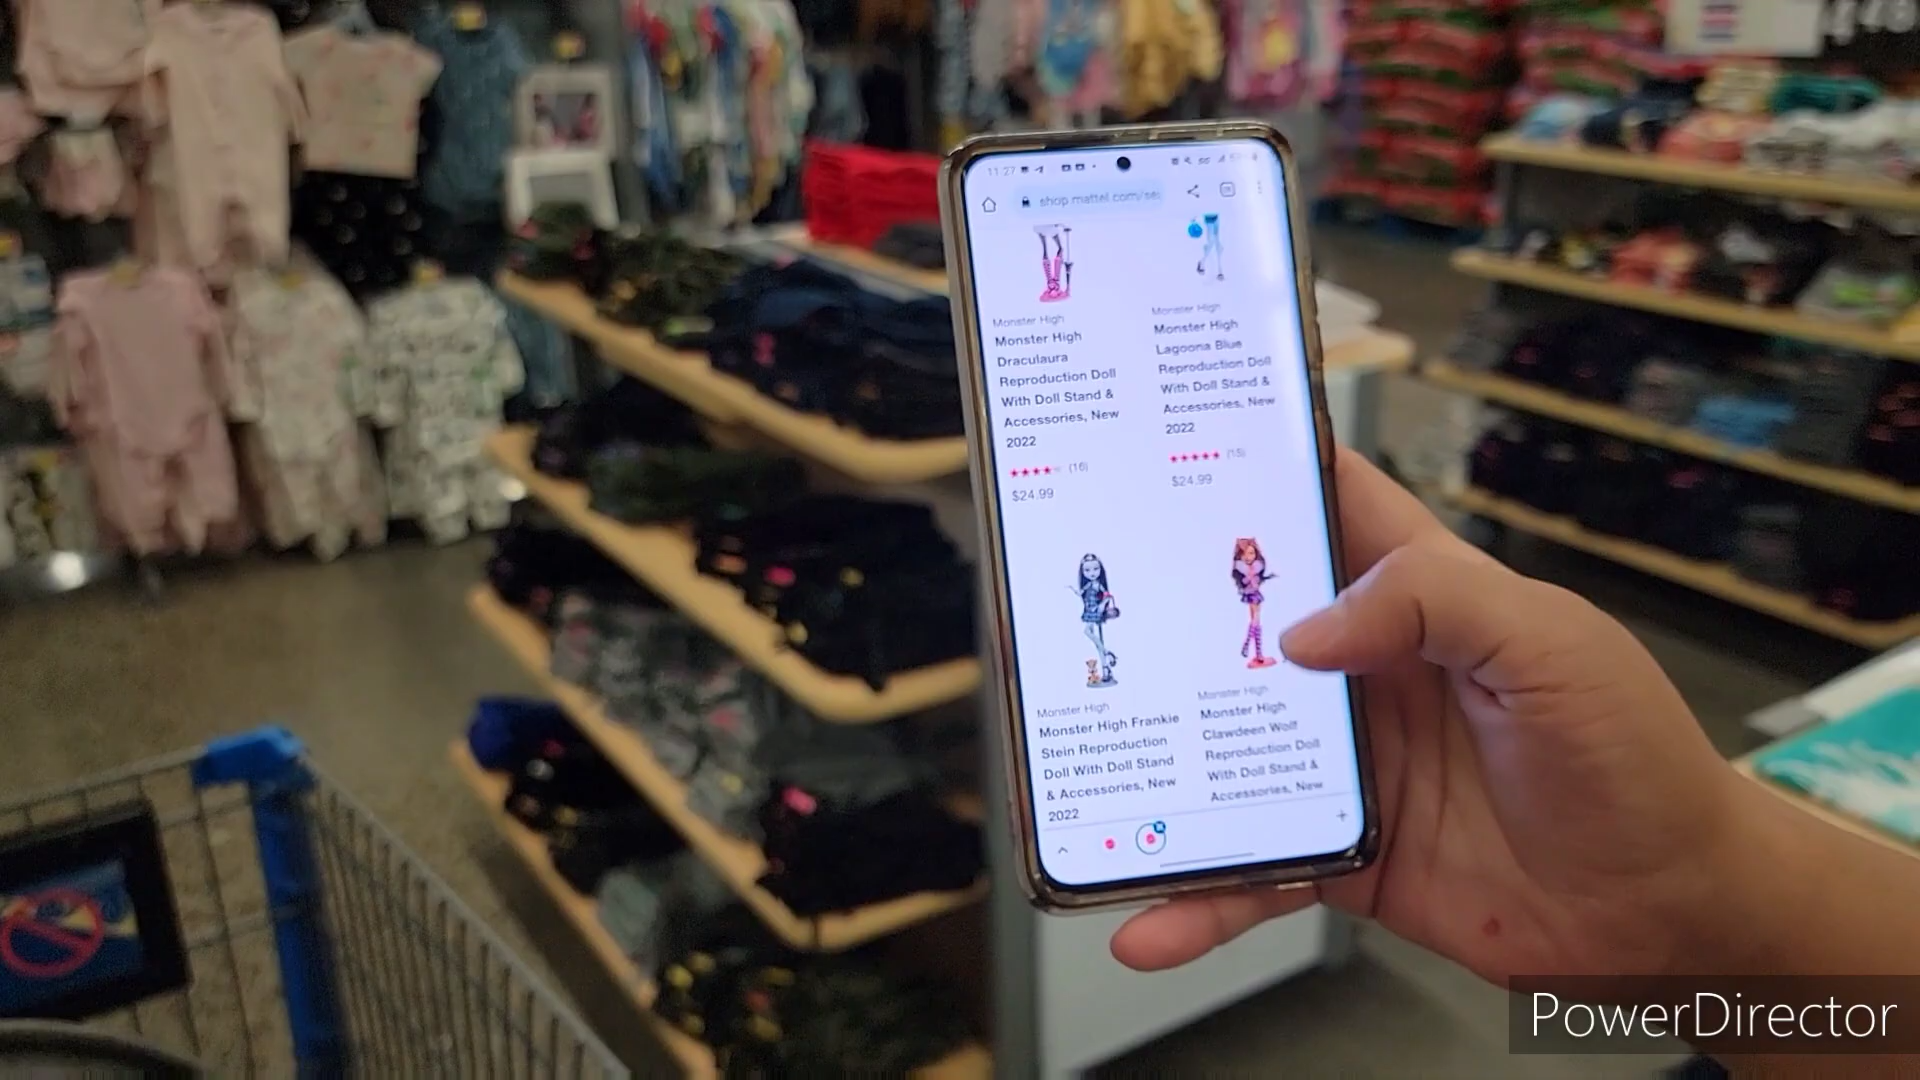 11:27
shop.mattel.com/se
Monster High
Monster High
Draculaura
Reproduction Doll
With Doll Stand &
Accessories, New
2022
(16)
$24.99
Monster High
Monster High
Lagoona Blue
Reproduction Doll
With Doll Stand &
Accessories, New
2022
(15)
$24.99
Monster High
Monster High Frankie
Stein Reproduction
Doll With Doll Stand
& Accessories, New
2022
Monster High
Monster High
Clawdeen Wolf
Reproduction Doll
With Doll Stand &
Accessories, New
PowerDirector